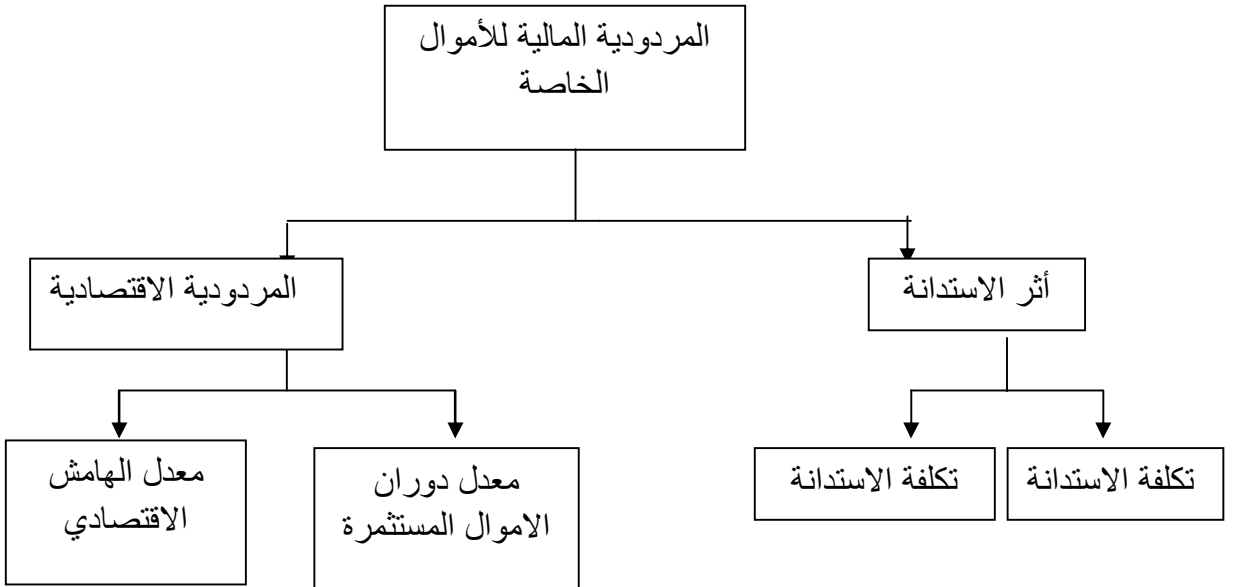 المردودية المالية للأموال
الخاصة
أثر الاستدانة
المردودية الاقتصادية
تكلفة الاستدانة
تكلفة الاستدانة
معدل دوران
الاموال المستثمرة
معدل الهامش
الاقتصادي